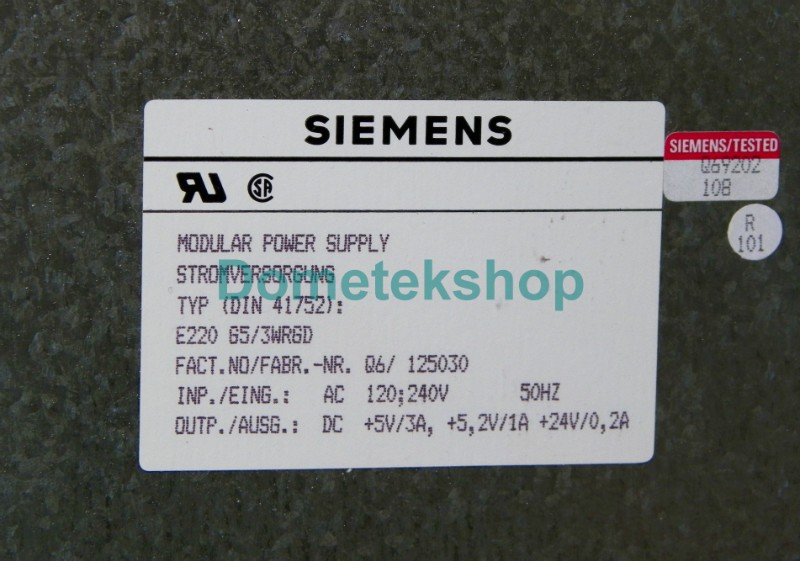 SIEMENS
SIEMENS/TESTED
Q69202
108
R
101
MODULAR POWER SUPPLY
STROMVERSORGUNG
Dometekshop
TYP (DIN 41752):
E220 G5/3WRGD
FACT.NO/FABR.-NR. Q6/ 125030
INP./EING.: AC 120;240V 50HZ
OUTP./AUSG.: DC +5V/3A, +5,2V/1A +24V/0,2A